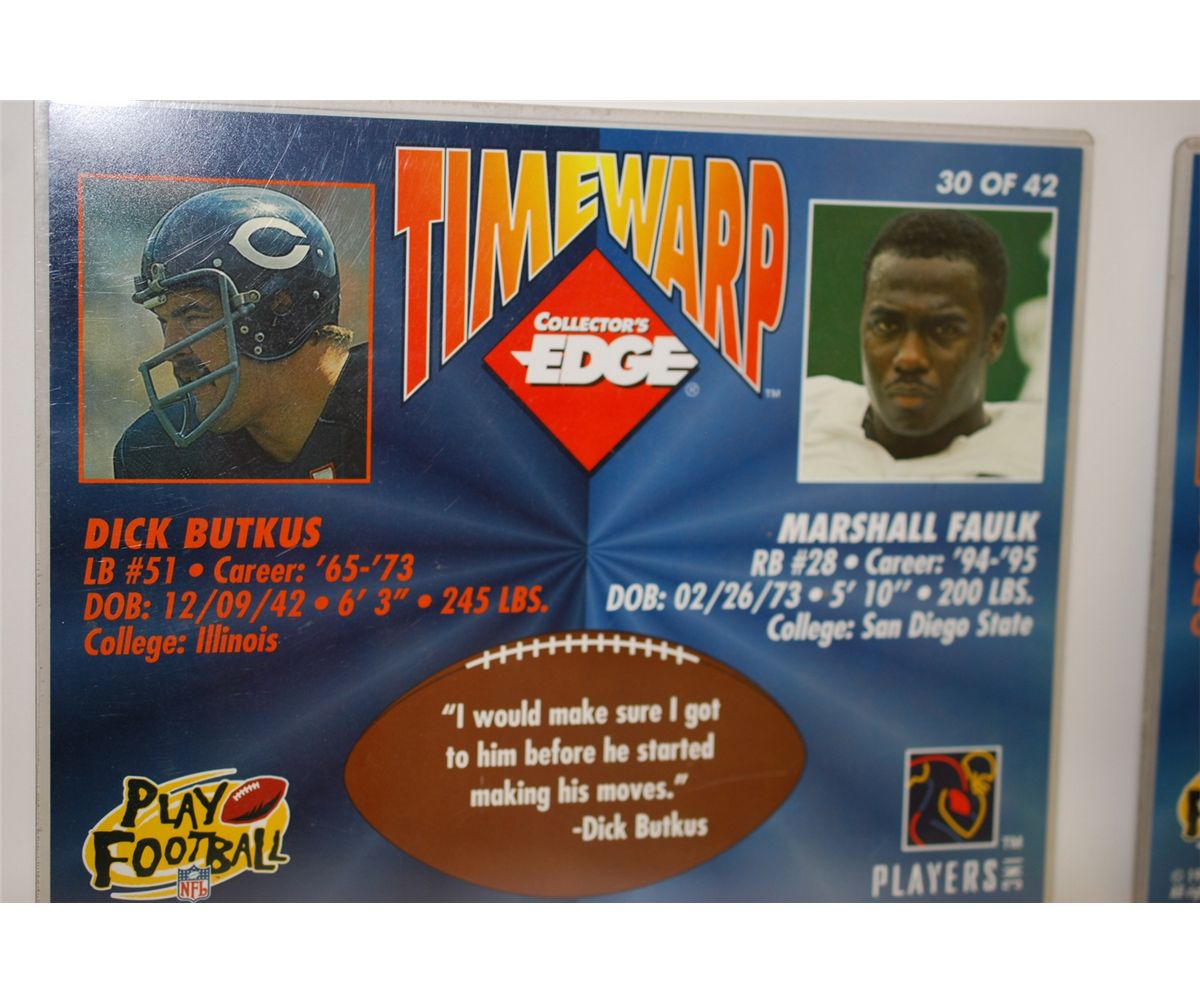 TIMEWARP
TM
30 OF 42
COLLECTOR'S
EDGE
®
DICK BUTKUS
LB #51 • Career: '65-'73
DOB: 12/09/42 • 6' 3" • 245 LBS.
College: Illinois
MARSHALL FAULK
RB #28 • Career: '94-'95
DOB: 02/26/73 • 5' 10" • 200 LBS.
College: San Diego State
"I would make sure I got
to him before he started
making his moves."
-Dick Butkus
PLAY
FOOTBALL
NFL
TM
PLAYERS INC